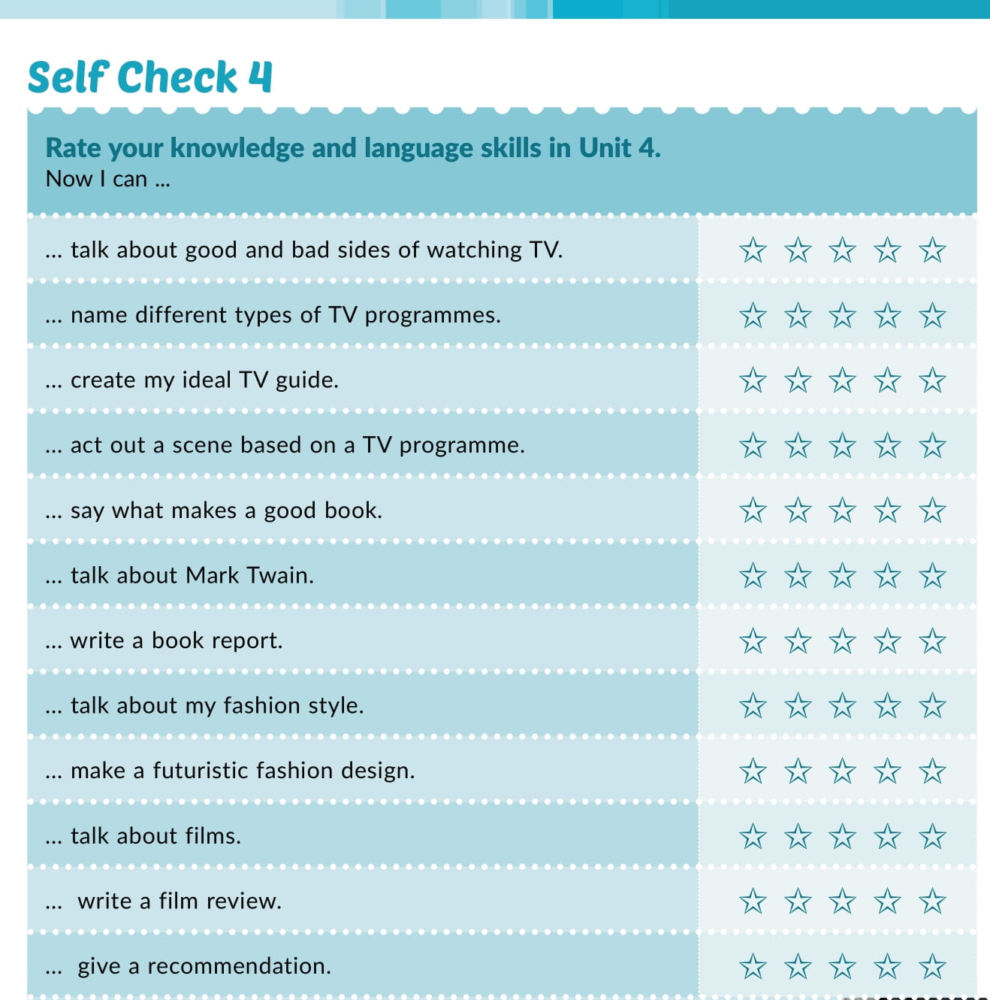 Self Check 4
Rate your knowledge and language skills in Unit 4.
Now I can ...
... talk about good and bad sides of watching TV.
... name different types of TV programmes.
... create my ideal TV guide.
... act out a scene based on a TV programme.
... say what makes a good book.
... talk about Mark Twain.
... write a book report.
... talk about my fashion style.
... make a futuristic fashion design.
... talk about films.
... write a film review.
... give a recommendation.